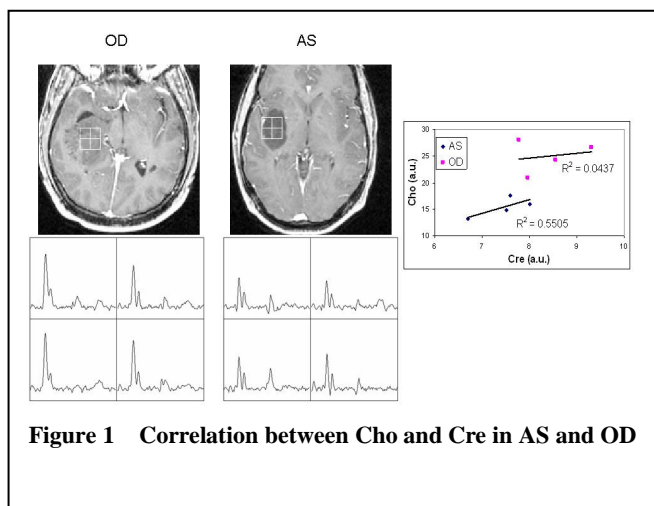 OD
AS
30
25
20
15
10
Cho (a.u.)
AS
OD
R² = 0.0437
R² = 0.5505
6 7 8 9 10
Cre (a.u.)
Figure 1 Correlation between Cho and Cre in AS and OD